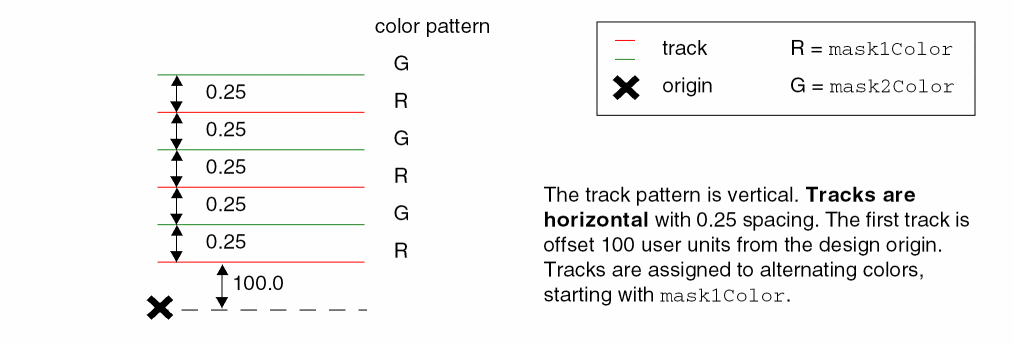 color pattern
G
0.25
R
0.25
G
0.25
R
0.25
G
0.25
R
100.0
track R = mask1Color
origin G = mask2Color
The track pattern is vertical. Tracks are
horizontal with 0.25 spacing. The first track is
offset 100 user units from the design origin.
Tracks are assigned to alternating colors,
starting with mask1Color.